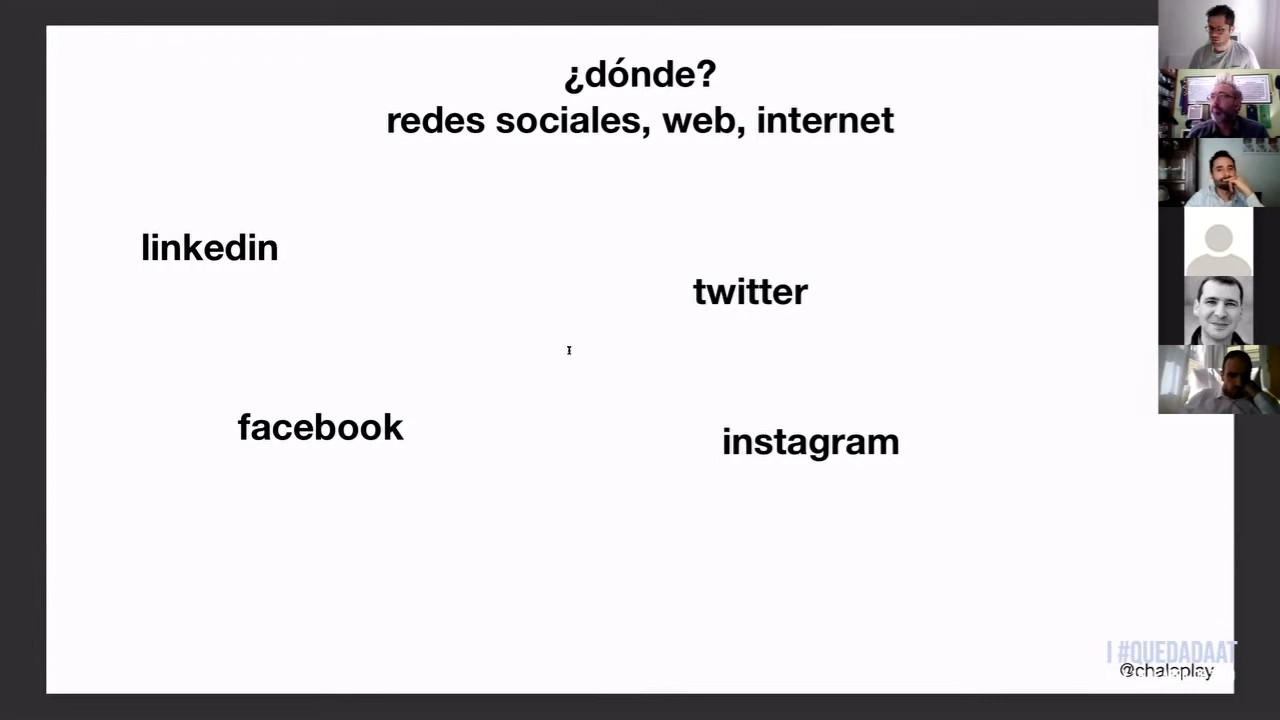 ¿dónde?
redes sociales, web, internet
linkedin
twitter
facebook
instagram
I #QUEDADAAT
@chaloplay